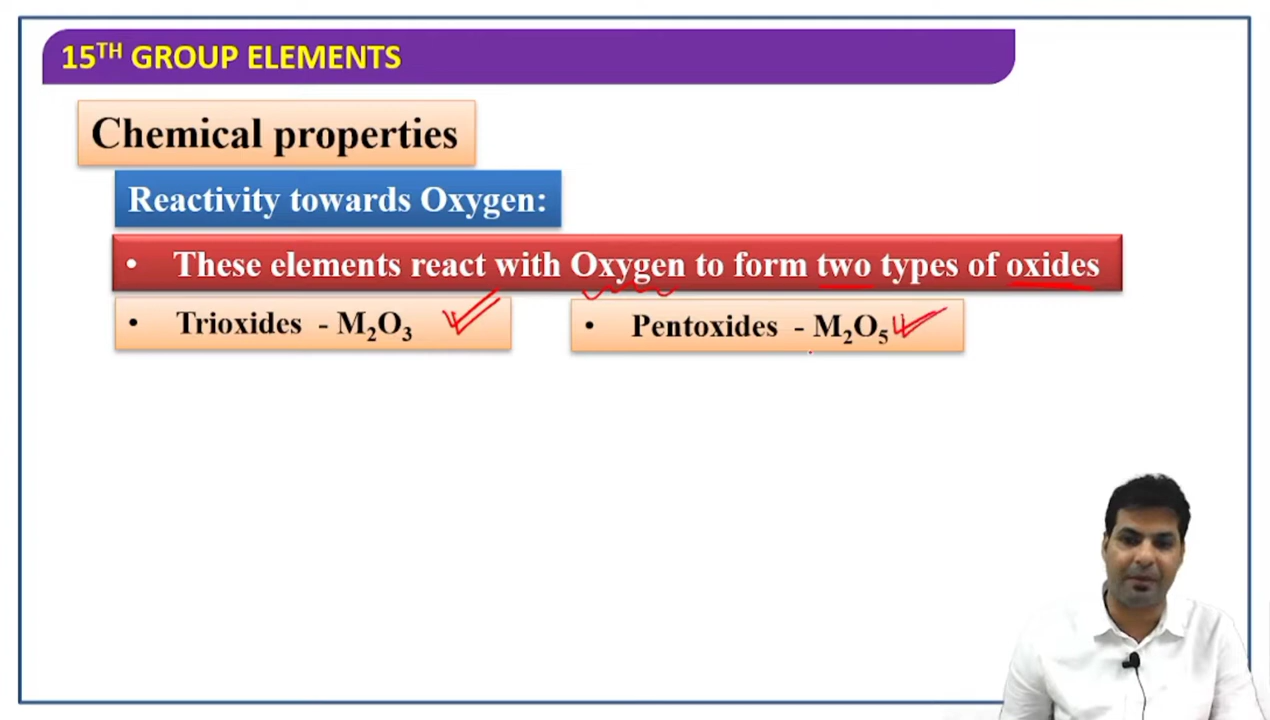 15TH GROUP ELEMENTS
Chemical properties
Reactivity towards Oxygen:
• These elements react with Oxygen to form two types of oxides
• Trioxides - M₂O₃
• Pentoxides - M₂O₅